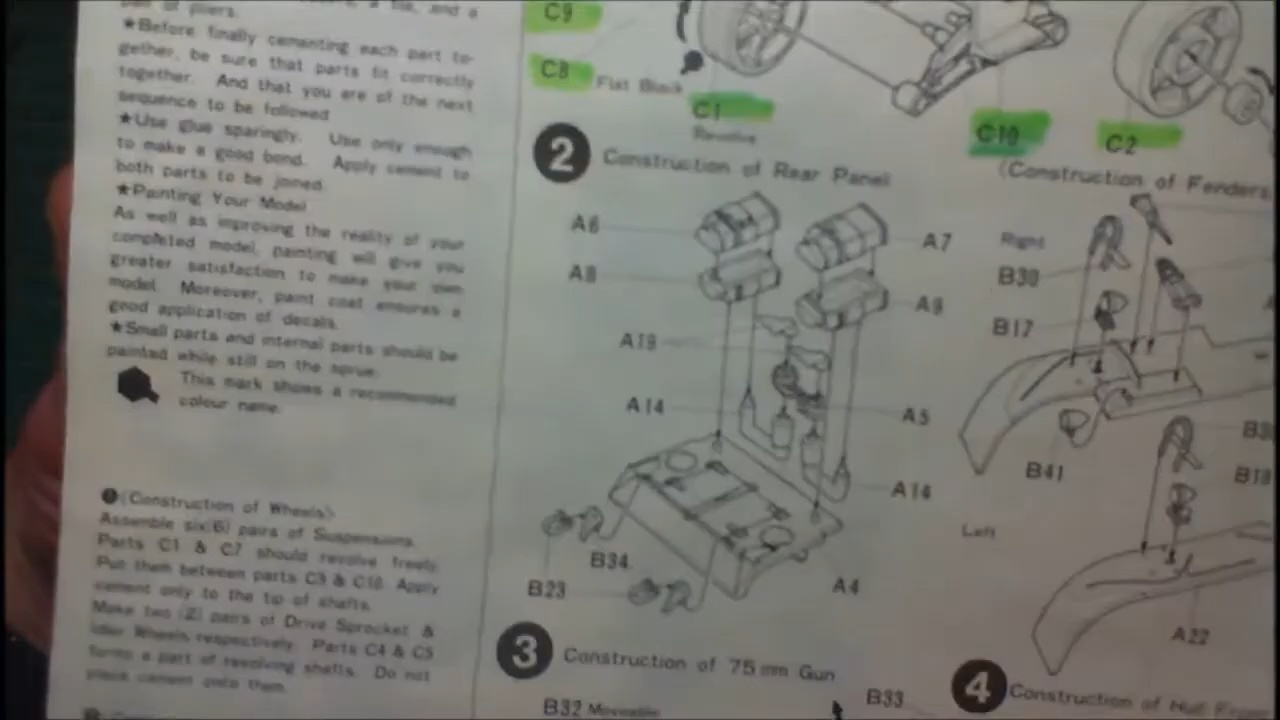 of pliers.
★Before finally cementing each part to-
gether, be sure that parts fit correctly
together. And that you are of the next
sequence to be followed
★Use glue sparingly. Use only enough
to make a good bond. Apply cement to
both parts to be joined.
★Painting Your Model
As well as improving the reality of your
completed model, painting will give you
greater satisfaction to make your own
model. Moreover, paint coat ensures a
good application of decals.
★Small parts and internal parts should be
painted while still on the sprue.
This mark shows a recommended
colour name.
❶(Construction of Wheels)
Assemble six(6) pairs of Suspensions.
Parts C1 & C7 should revolve freely.
Put them between parts C3 & C10. Apply
cement only to the tip of shafts.
Make two (2) pairs of Drive Sprocket &
Idler Wheels respectively. Parts C4 & C5
forms a part of revolving shafts. Do not
place cement onto them.
C9
C8 Flat Black
C1
Revolve
C10
C2
2 Construction of Rear Panel
A6
A7
A8
A9
A19
A14
A5
A14
B34
B23
A4
(Construction of Fenders
Right
B30
B17
B41
B18
Left
A22
3 Construction of 75mm Gun
B32 Moveable
B33
4 Construction of Hull